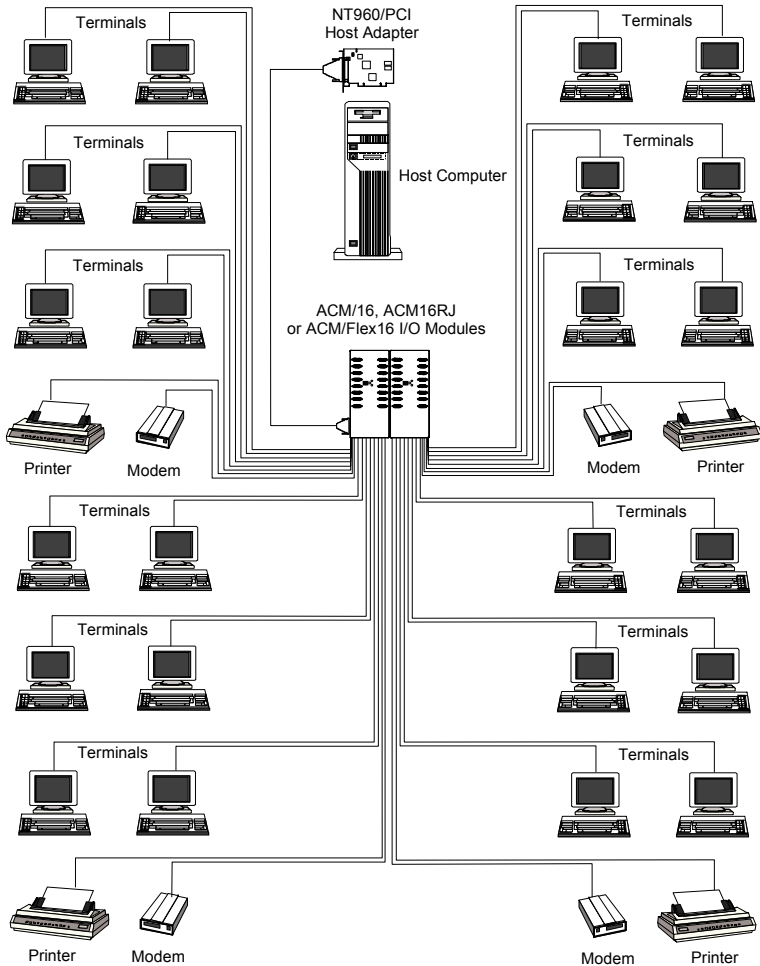 Terminals
NT960/PCI
Host Adapter
Terminals
Terminals
Host Computer
Terminals
Terminals
Terminals
ACM/16, ACM16RJ
or ACM/Flex16 I/O Modules
Printer
Modem
Modem
Printer
Terminals
Terminals
Terminals
Terminals
Terminals
Terminals
Printer
Modem
Modem
Printer